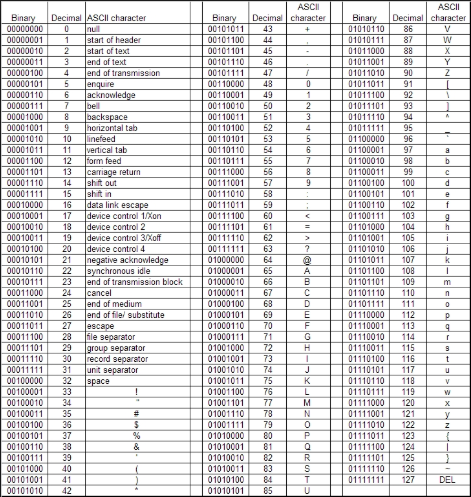 Binary Decimal ASCII character
00000000 0 null
00000001 1 start of header
00000010 2 start of text
00000011 3 end of text
00000100 4 end of transmission
00000101 5 enquire
00000110 6 acknowledge
00000111 7 bell
00001000 8 backspace
00001001 9 horizontal tab
00001010 10 linefeed
00001011 11 vertical tab
00001100 12 form feed
00001101 13 carriage return
00001110 14 shift out
00001111 15 shift in
00010000 16 data link escape
00010001 17 device control 1/Xon
00010010 18 device control 2
00010011 19 device control 3/Xoff
00010100 20 device control 4
00010101 21 negative acknowledge
00010110 22 synchronous idle
00010111 23 end of transmission block
00011000 24 cancel
00011001 25 end of medium
00011010 26 end of file/ substitute
00011011 27 escape
00011100 28 file separator
00011101 29 group separator
00011110 30 record separator
00011111 31 unit separator
00100000 32 space
00100001 33 !
00100010 34 "
00100011 35 #
00100100 36 $
00100101 37 %
00100110 38 &
00100111 39 '
00101000 40 (
00101001 41 )
00101010 42 *
Binary Decimal ASCII character
00101011 43 +
00101100 44 ,
00101101 45 -
00101110 46 .
00101111 47 /
00110000 48 0
00110001 49 1
00110010 50 2
00110011 51 3
00110100 52 4
00110101 53 5
00110110 54 6
00110111 55 7
00111000 56 8
00111001 57 9
00111010 58 :
00111011 59 ;
00111100 60 <
00111101 61 =
00111110 62 >
00111111 63 ?
01000000 64 @
01000001 65 A
01000010 66 B
01000011 67 C
01000100 68 D
01000101 69 E
01000110 70 F
01000111 71 G
01001000 72 H
01001001 73 I
01001010 74 J
01001011 75 K
01001100 76 L
01001101 77 M
01001110 78 N
01001111 79 O
01010000 80 P
01010001 81 Q
01010010 82 R
01010011 83 S
01010100 84 T
01010101 85 U
Binary Decimal ASCII character
01010110 86 V
01010111 87 W
01011000 88 X
01011001 89 Y
01011010 90 Z
01011011 91 [
01011100 92 \
01011101 93 ]
01011110 94 ^
01011111 95 _
01100000 96 `
01100001 97 a
01100010 98 b
01100011 99 c
01100100 100 d
01100101 101 e
01100110 102 f
01100111 103 g
01101000 104 h
01101001 105 i
01101010 106 j
01101011 107 k
01101100 108 l
01101101 109 m
01101110 110 n
01101111 111 o
01110000 112 p
01110001 113 q
01110010 114 r
01110011 115 s
01110100 116 t
01110101 117 u
01110110 118 v
01110111 119 w
01111000 120 x
01111001 121 y
01111010 122 z
01111011 123 {
01111100 124 |
01111101 125 }
01111110 126 ~
01111111 127 DEL